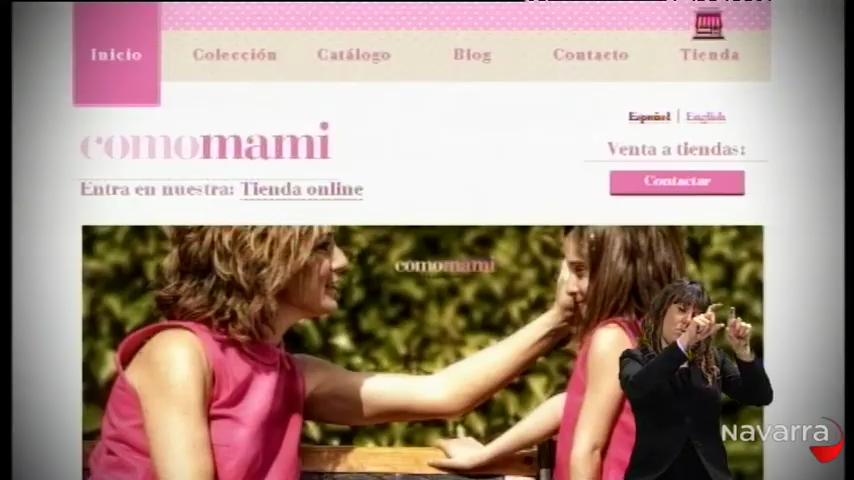 Inicio
Colección
Catálogo
Blog
Contacto
Tienda
Español | English
comomami
Venta a tiendas:
Contactar
Entra en nuestra: Tienda online
comomami
navarra